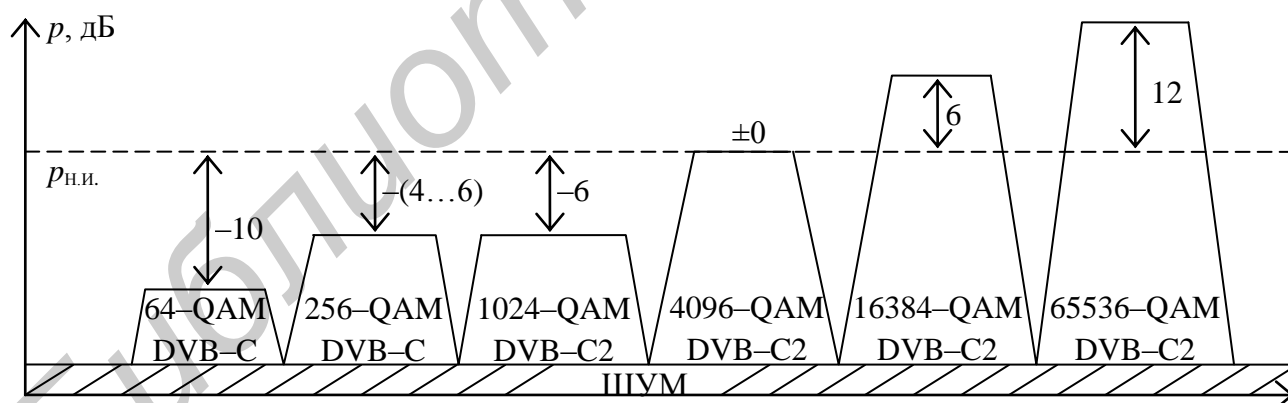 p, дБ
12
6
±0
pн.и.
–(4…6)
–6
–10
64–QAM 256–QAM 1024–QAM 4096–QAM 16384–QAM 65536–QAM
DVB–C DVB–C DVB–C2 DVB–C2 DVB–C2 DVB–C2
ШУМ